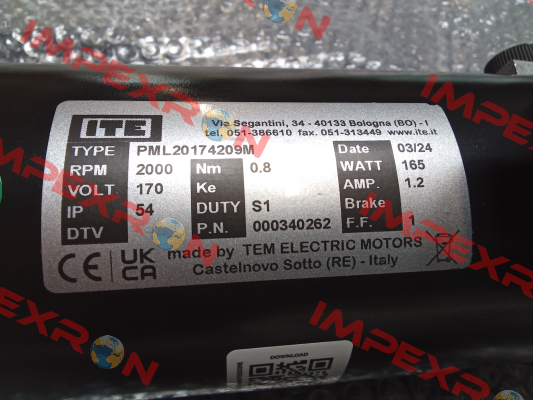 ITE
Via Segantini, 34 - 40133 Bologna (BO) - I
tel. 051-386610 fax. 051-313449 www.ite.it
TYPE PML20174209M Date 03/24
RPM 2000 Nm 0.8 WATT 165
VOLT 170 Ke AMP. 1.2
IP 54 DUTY S1 Brake
DTV P.N. 000340262 F.F. 1
CE UK CA made by TEM ELECTRIC MOTORS
Castelnovo Sotto (RE) - Italy
DOWNLOAD
IMPEXRON
IMPEXRON
IMPEXRON
IMPEXRON
IMPEXRON